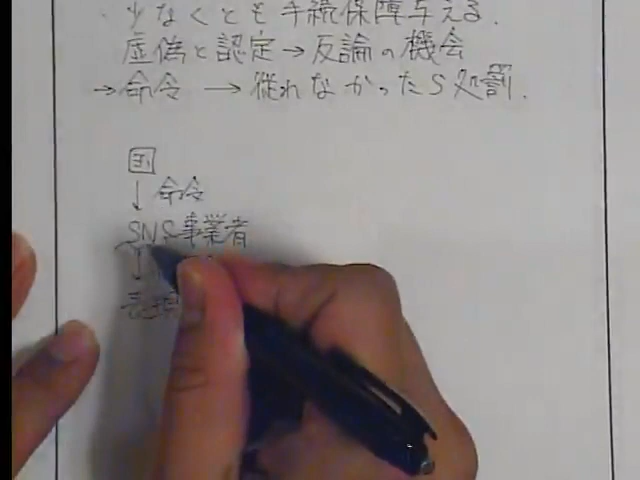 ・少なくとも手続保障与える.
虚偽と認定→反論の機会
→命令 → 従れなかったS処罰.
国
↓命令
SNS事業者
↓